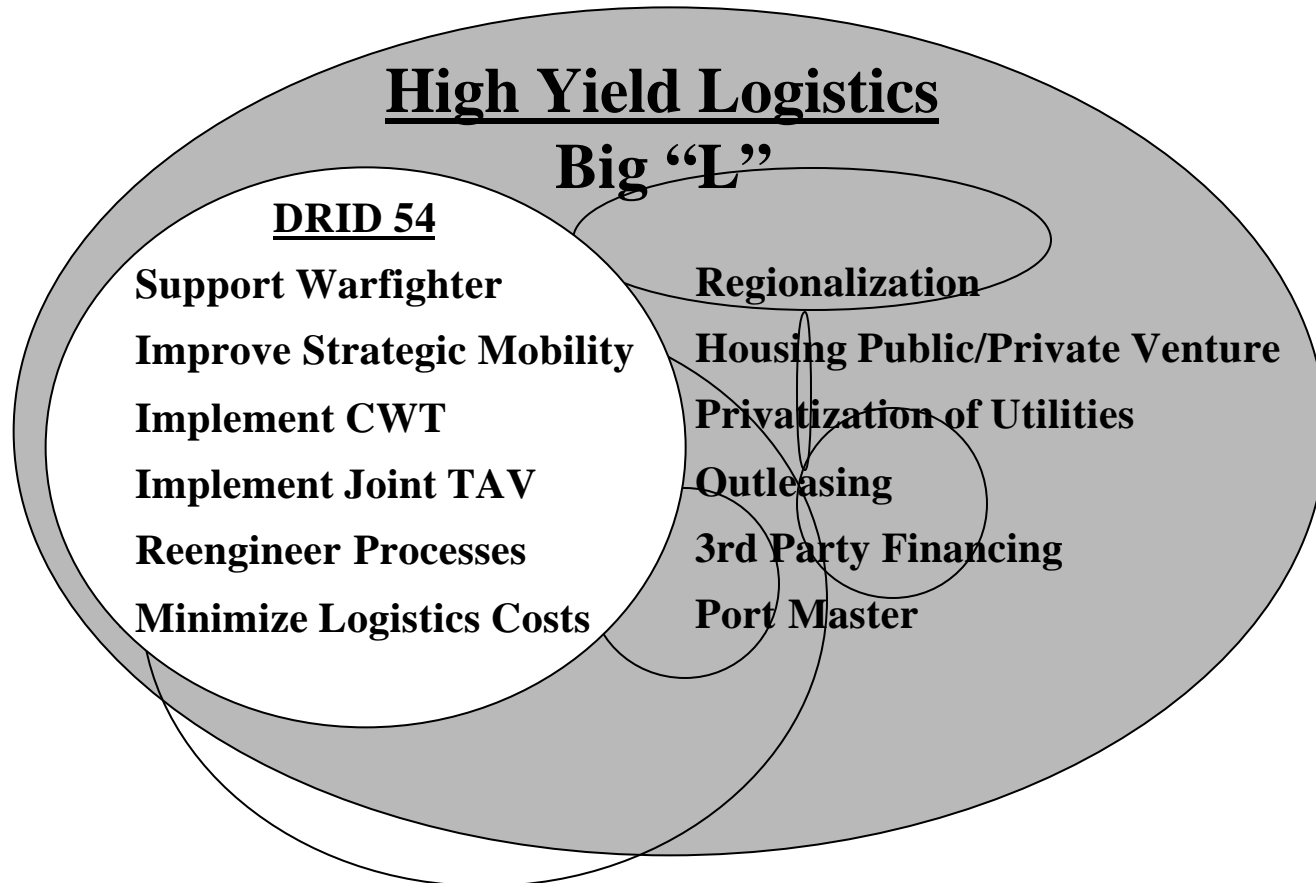 High Yield Logistics
Big “L”
DRID 54
Support Warfighter
Improve Strategic Mobility
Implement CWT
Implement Joint TAV
Reengineer Processes
Minimize Logistics Costs
Regionalization
Housing Public/Private Venture
Privatization of Utilities
Outleasing
3rd Party Financing
Port Master